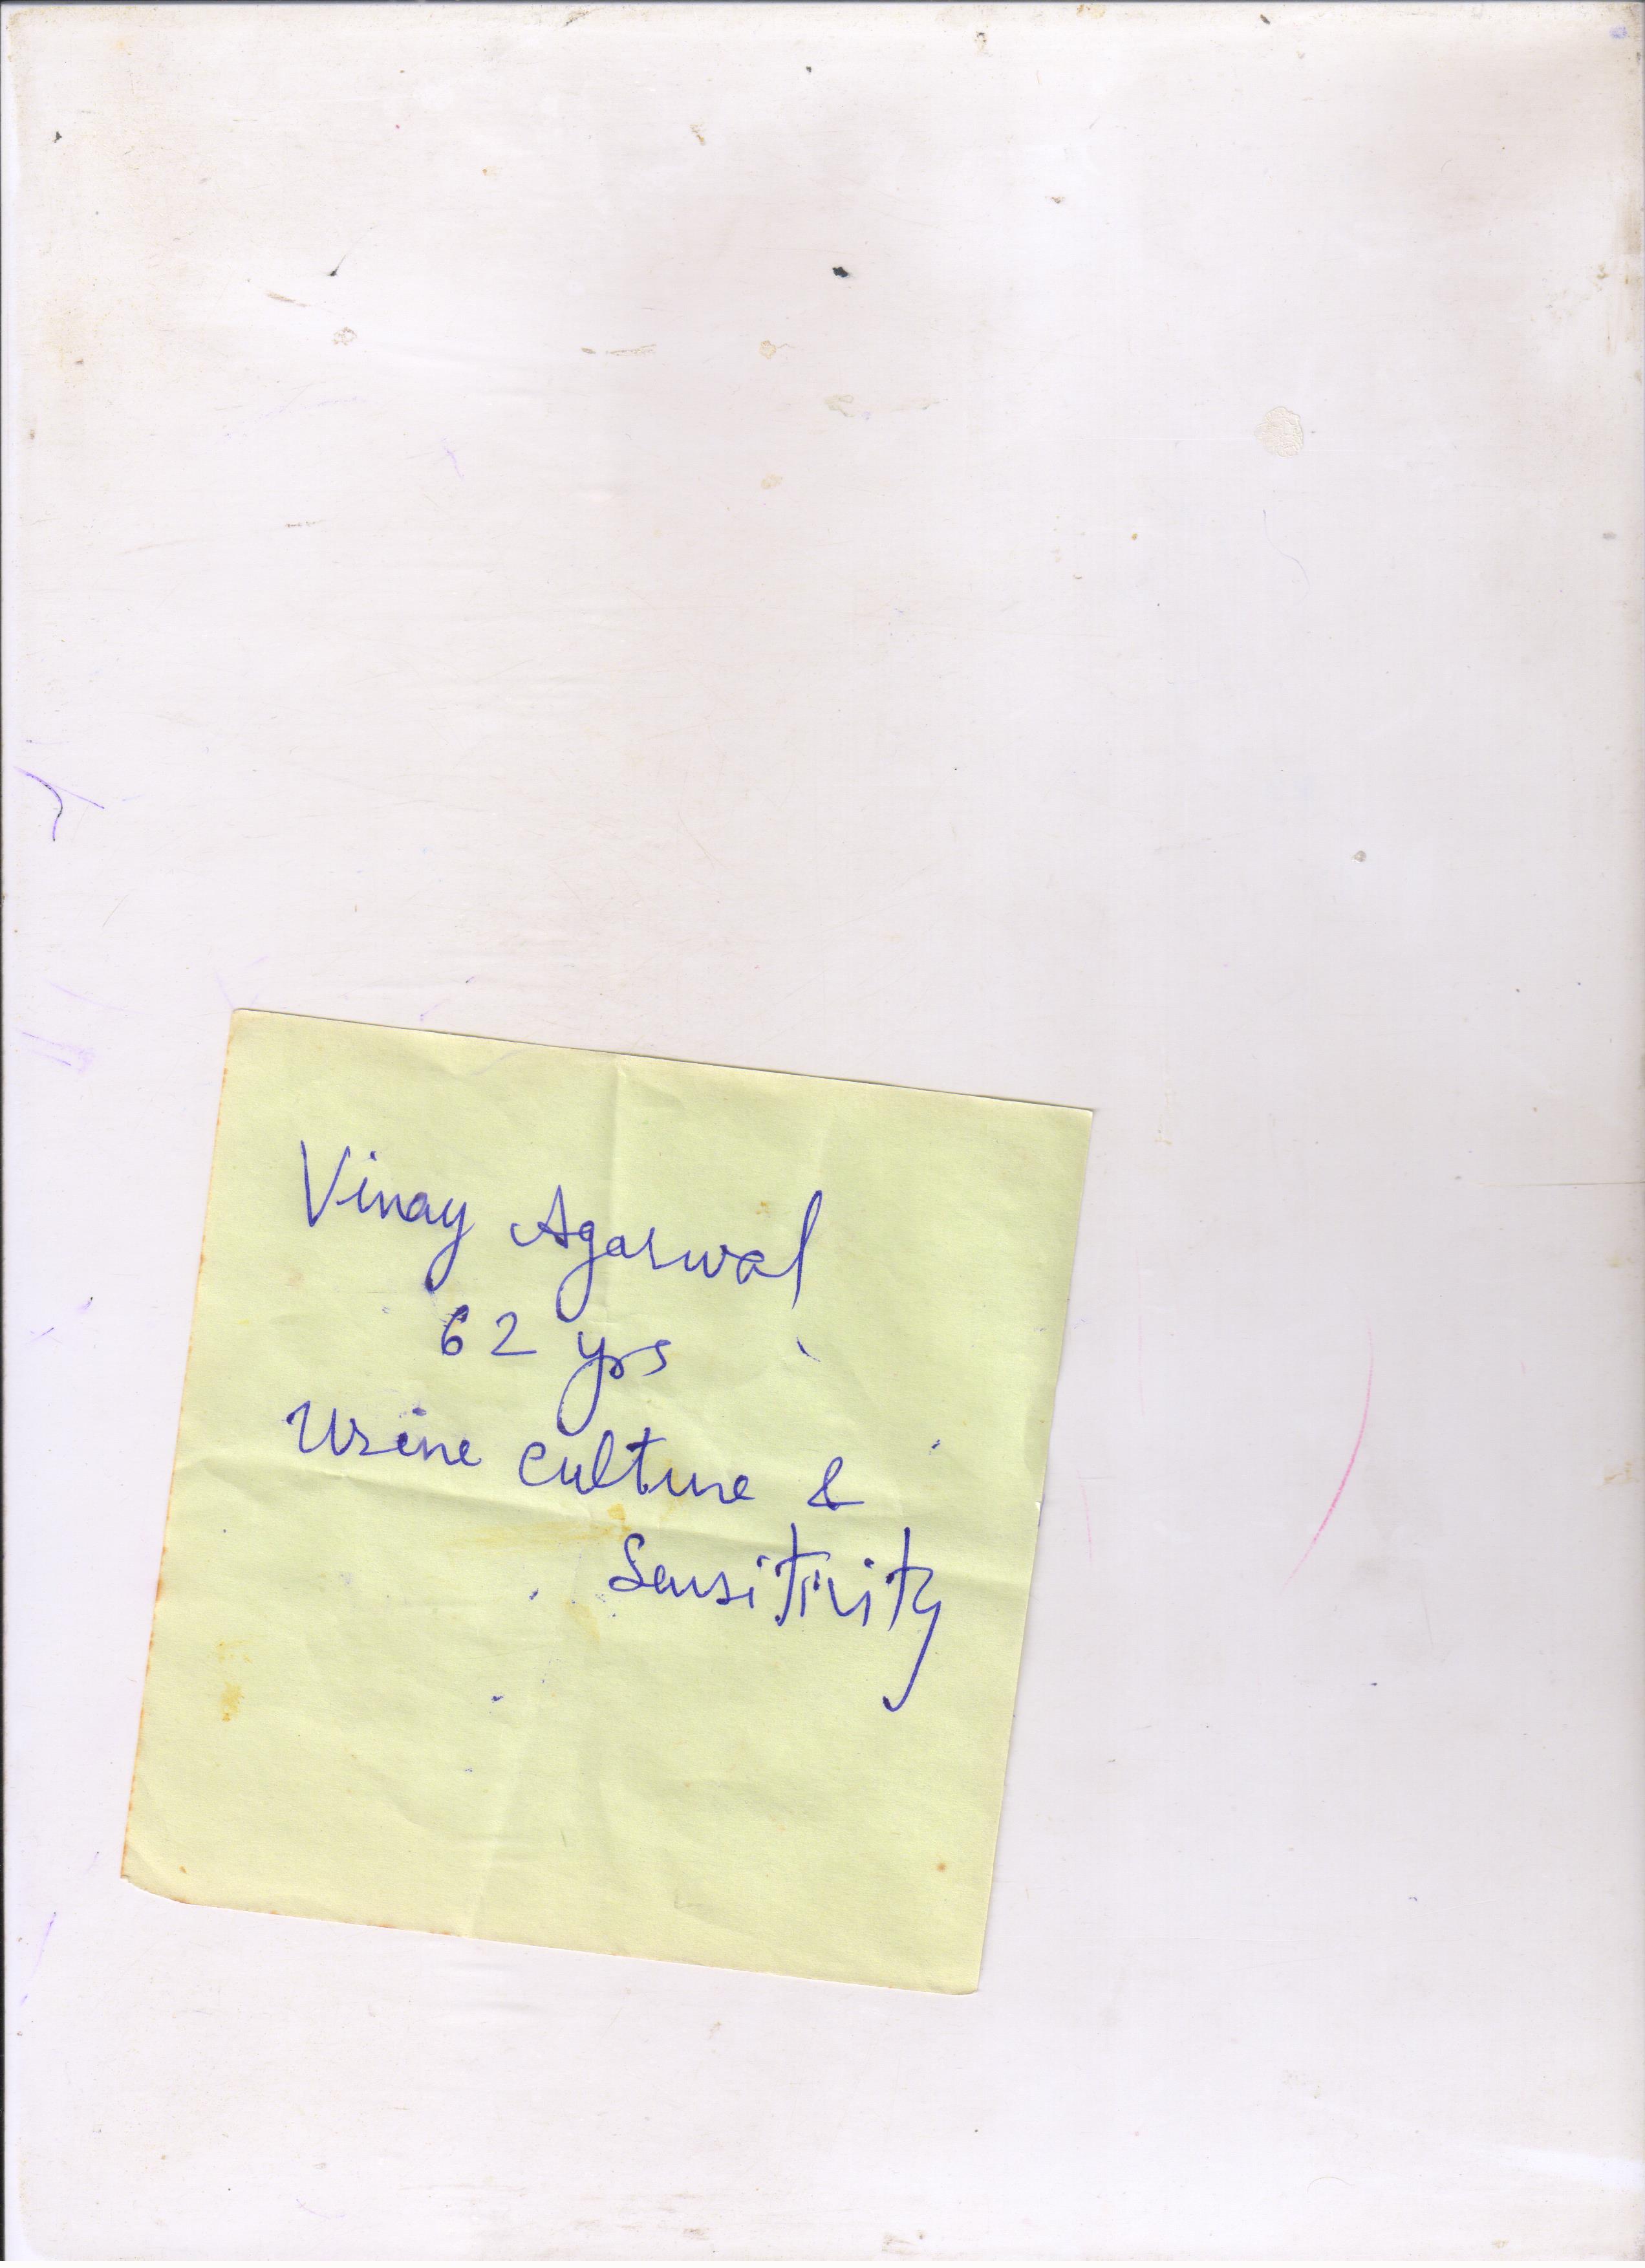 Vinay Agarwal
62 yrs
Urine Culture &
Sensitivity